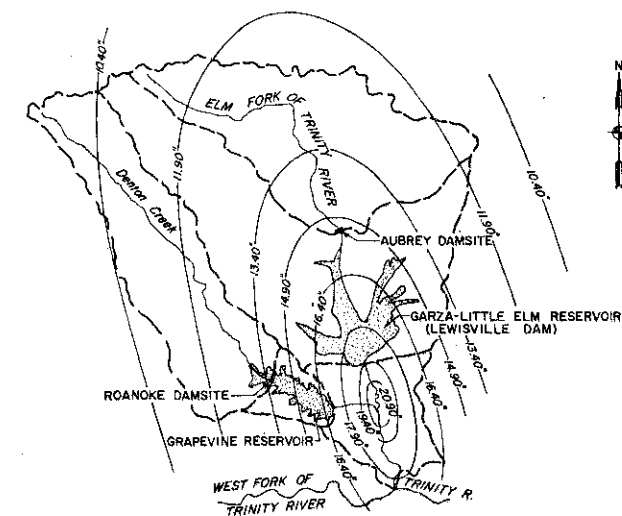 N
10.40"
11.90"
ELM FORK OF TRINITY RIVER
Denton Creek
13.40"
14.90"
16.40"
10.40"
11.90"
AUBREY DAMSITE
GARZA-LITTLE ELM RESERVOIR
(LEWISVILLE DAM)
13.40"
14.90"
16.40"
20.90"
19.40"
17.90"
16.40"
ROANOKE DAMSITE
GRAPEVINE RESERVOIR
WEST FORK OF
TRINITY RIVER
TRINITY R.